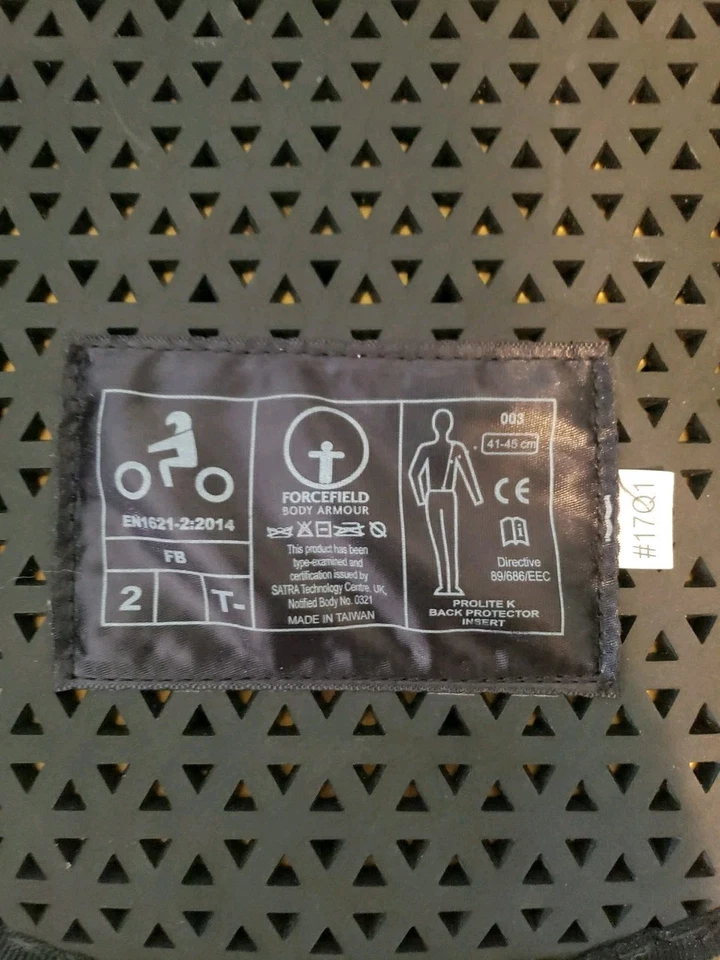 EN1621-2:2014
FB
2
T-
FORCEFIELD
BODY ARMOUR
This product has been
type-examined and
certification issued by
SATRA Technology Centre, UK,
Notified Body No. 0321
MADE IN TAIWAN
003
41-45 cm
CE
Directive
89/686/EEC
PROLITE K
BACK PROTECTOR
INSERT
#1701